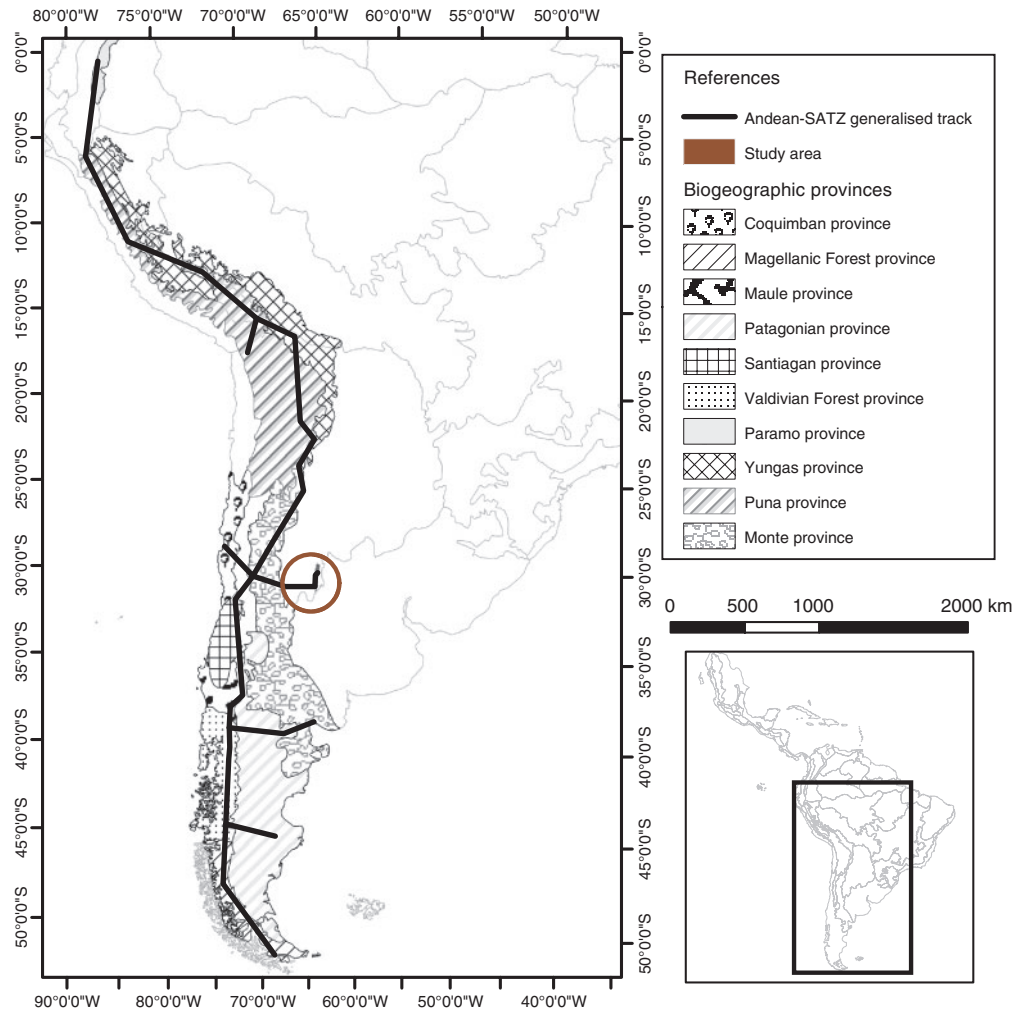 80°0'0"W 75°0'0"W 70°0'0"W 65°0'0"W 60°0'0"W 55°0'0"W 50°0'0"W
0°0'0"
5°0'0"S
10°0'0"S
15°0'0"S
20°0'0"S
25°0'0"S
30°0'0"S
35°0'0"S
40°0'0"S
45°0'0"S
50°0'0"S
0°0'0"
5°0'0"S
10°0'0"S
15°0'0"S
20°0'0"S
25°0'0"S
30°0'0"S
35°0'0"S
40°0'0"S
45°0'0"S
50°0'0"S
90°0'0"W 80°0'0"W 70°0'0"W 60°0'0"W 50°0'0"W 40°0'0"W
References
Andean-SATZ generalised track
Study area
Biogeographic provinces
Coquimban province
Magellanic Forest province
Maule province
Patagonian province
Santiagan province
Valdivian Forest province
Paramo province
Yungas province
Puna province
Monte province
0 500 1000 2000 km